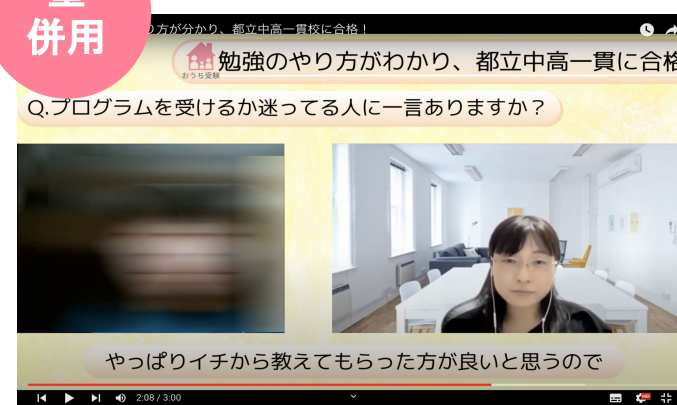 併用
り方が分かり、都立中高一貫校に合格！
おうち受験
勉強のやり方がわかり、都立中高一貫に合格
Q.プログラムを受けるか迷ってる人に一言ありますか？
やっぱりイチから教えてもらった方が良いと思うので
2:08 / 3:00